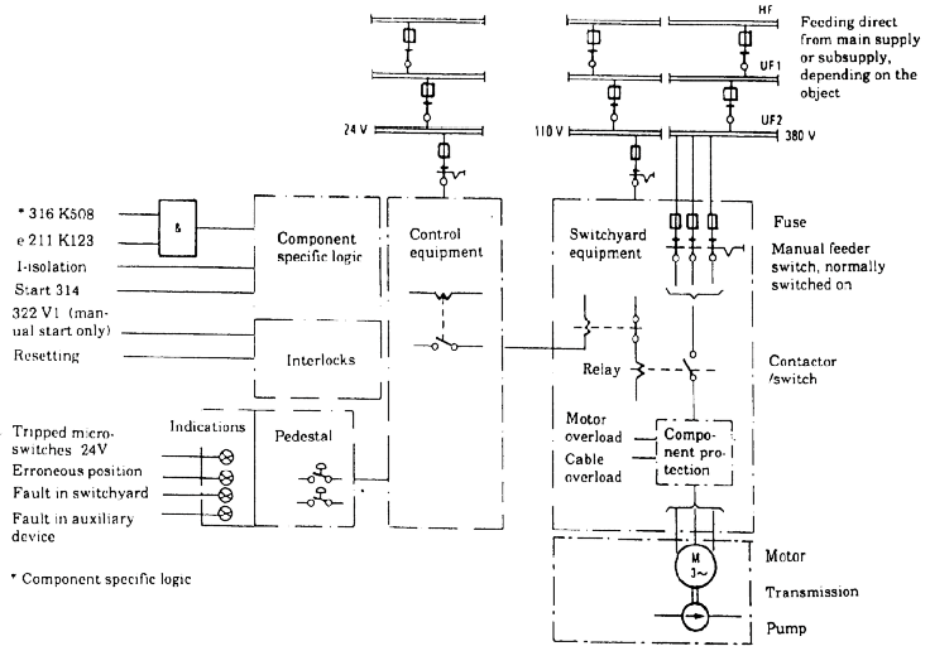 HF
Feeding direct
from main supply
or subsupply,
depending on the
object
UF1
UF2
24 V
110 V
380 V
* 316 K508
e 211 K123
I-isolation
Start 314
322 V1 (man-
ual start only)
Resetting
&
Component
specific logic
Interlocks
Control
equipment
Switchyard
equipment
Fuse
Manual feeder
switch, normally
switched on
Relay
Contactor
/switch
Indications
Pedestal
Tripped micro-
switches 24V
Erroneous position
Fault in switchyard
Fault in auxiliary
device
Motor
overload
Cable
overload
Compo-
nent pro-
tection
M
3~
Motor
Transmission
Pump
* Component specific logic